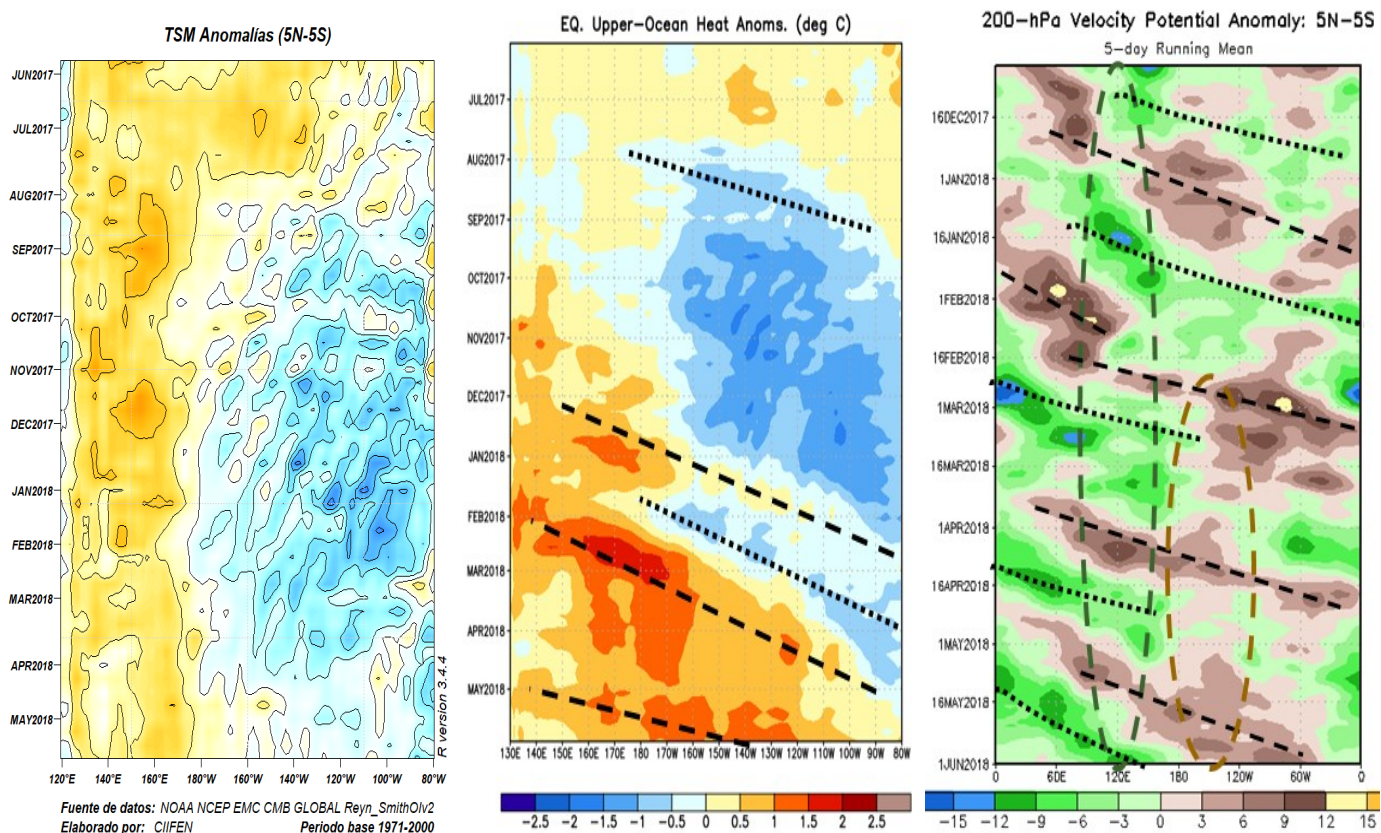 TSM Anomalías (5N-5S)
JUN2017
JUL2017
AUG2017
SEP2017
OCT2017
NOV2017
DEC2017
JAN2018
FEB2018
MAR2018
APR2018
MAY2018
120°E 140°E 160°E 180°W 160°W 140°W 120°W 100°W 80°W
R version 3.4.4
Fuente de datos: NOAA NCEP EMC CMB GLOBAL Reyn_SmithOIv2
Elaborado por: CIIFEN Periodo base 1971-2000
EQ. Upper-Ocean Heat Anoms. (deg C)
JUL2017
AUG2017
SEP2017
OCT2017
NOV2017
DEC2017
JAN2018
FEB2018
MAR2018
APR2018
MAY2018
130E 140E 150E 160E 170E 180 170W 160W 150W 140W 130W 120W 110W 100W 90W 80W
-2.5 -2 -1.5 -1 -0.5 0 0.5 1 1.5 2 2.5
200-hPa Velocity Potential Anomaly: 5N-5S
5-day Running Mean
16DEC2017
1JAN2018
16JAN2018
1FEB2018
16FEB2018
1MAR2018
16MAR2018
1APR2018
16APR2018
1MAY2018
16MAY2018
1JUN2018
0 60E 120E 180 120W 60W 0
-15 -12 -9 -6 -3 0 3 6 9 12 15